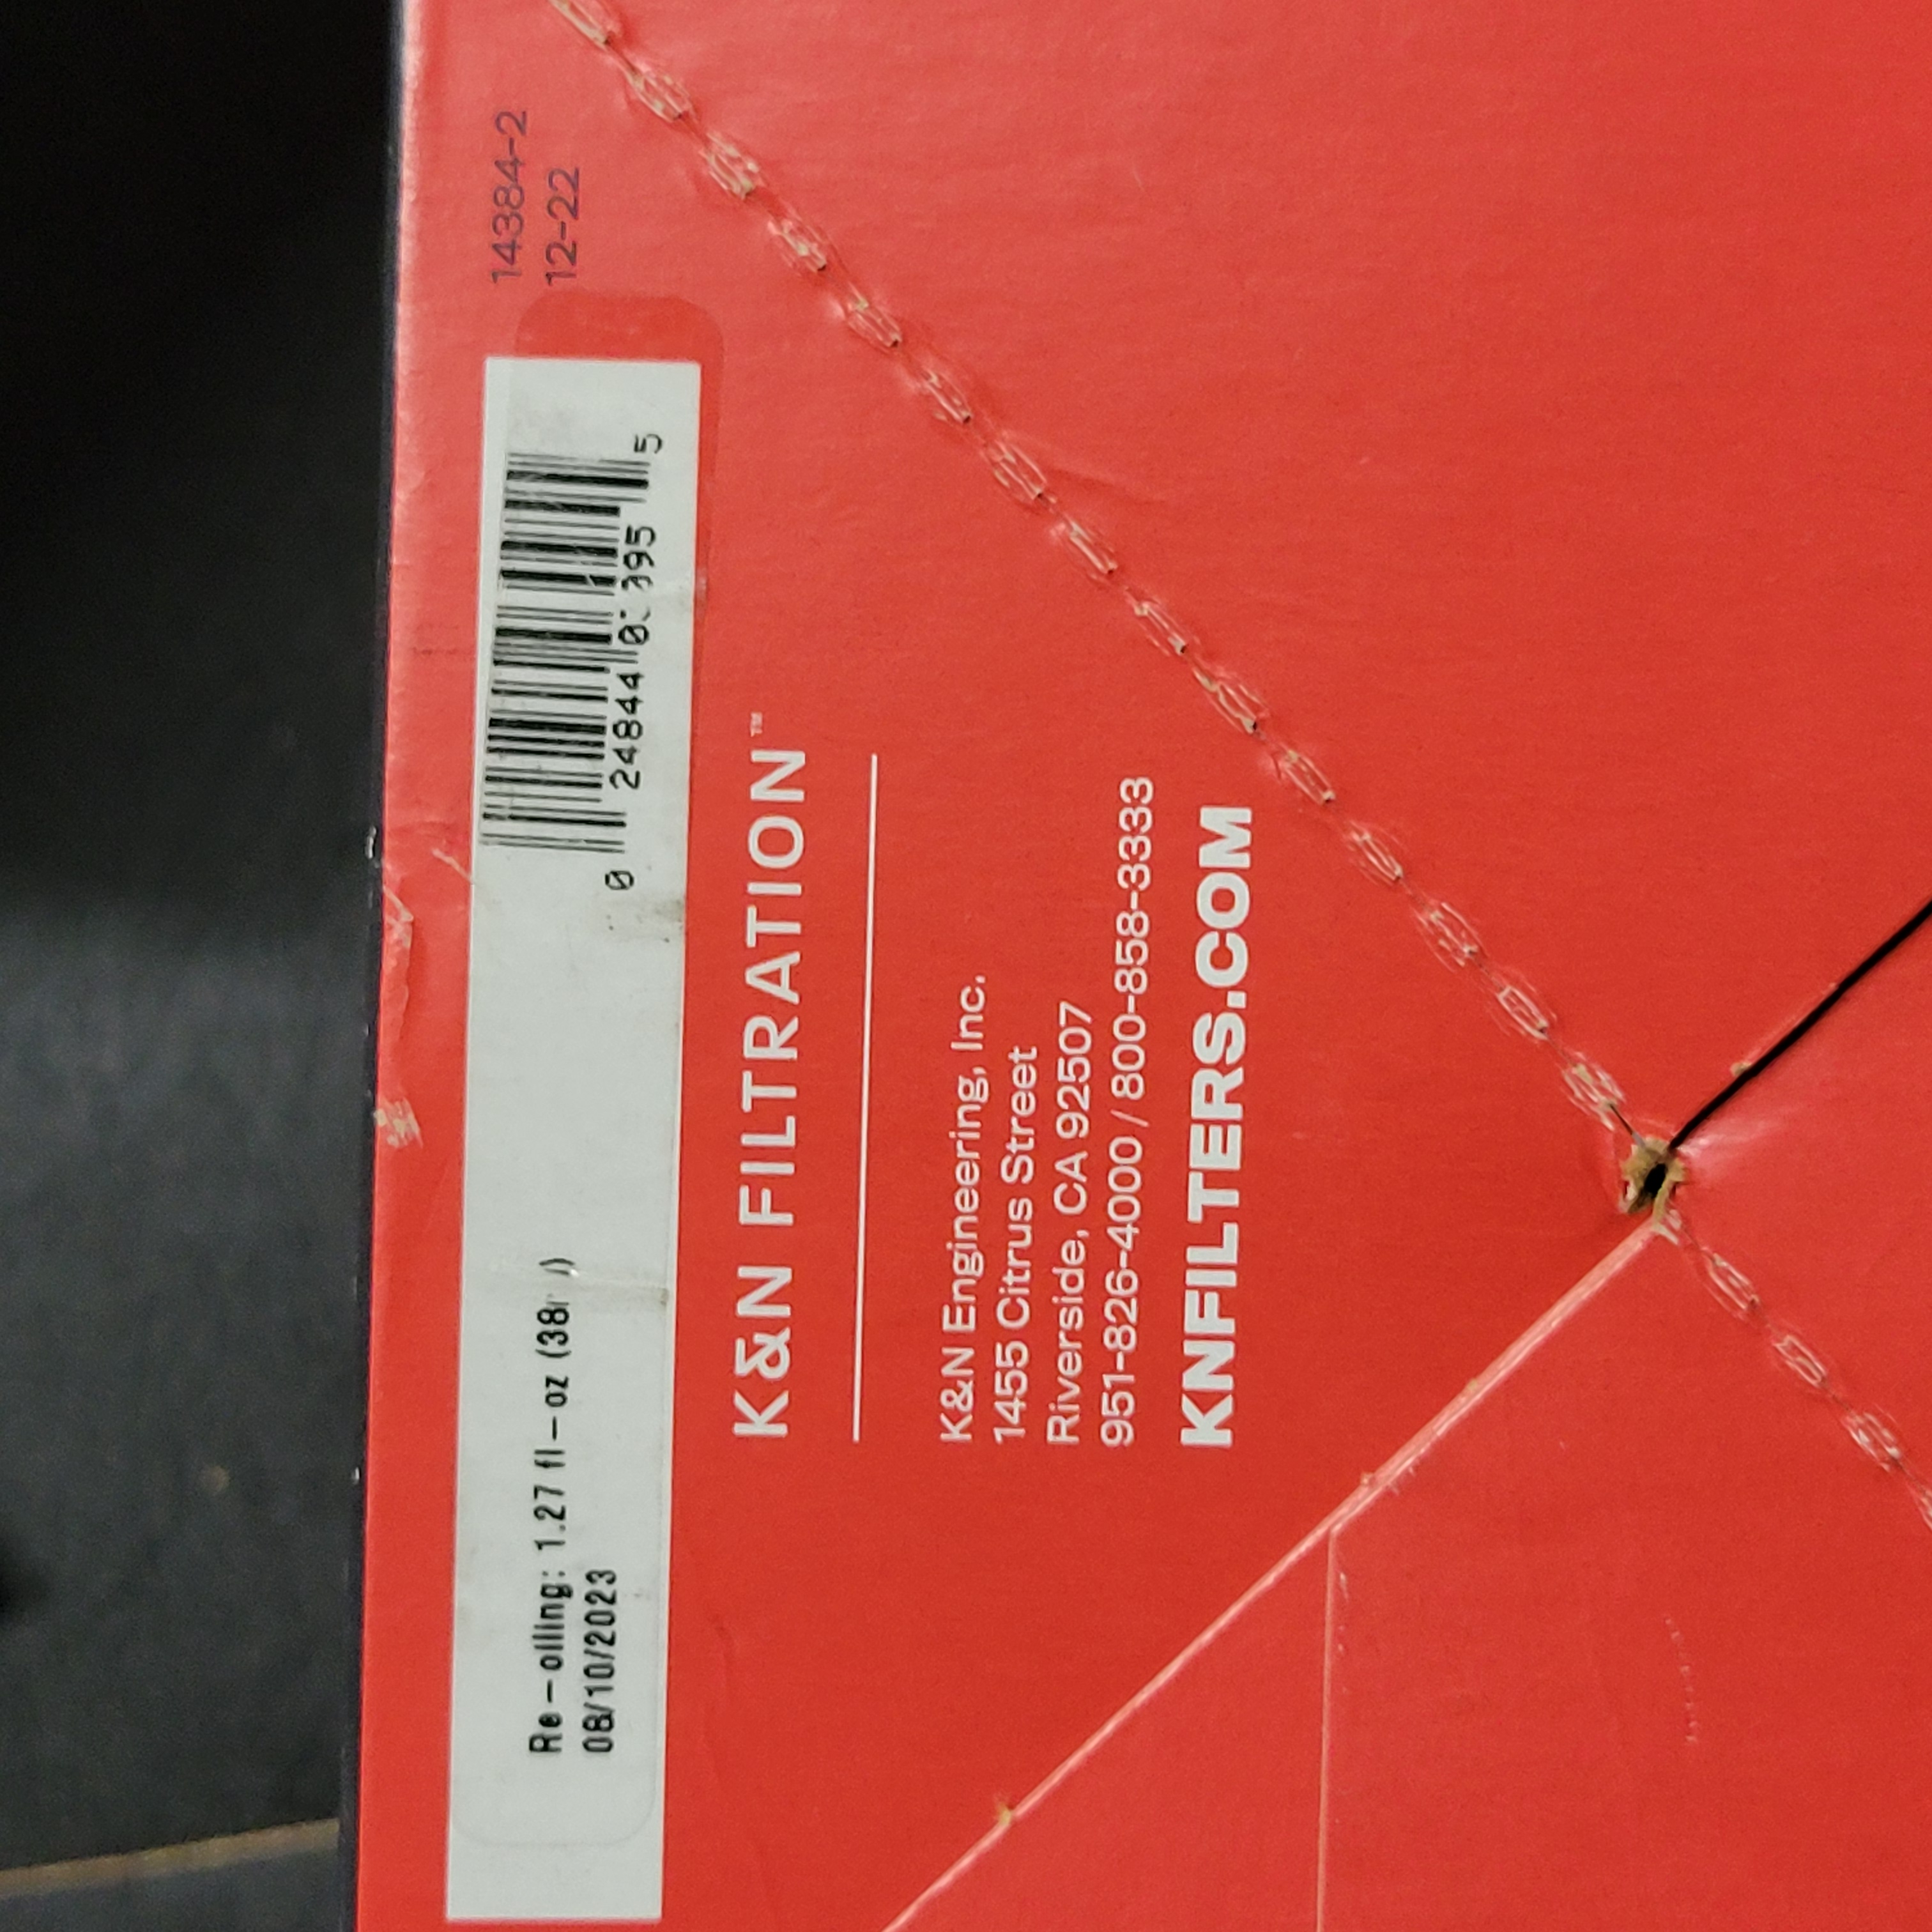 14384-2
12-22
0 24844 5
Re-oiling: 1.27 fl-oz
08/10/2023
K&N FILTRATION™
K&N Engineering, Inc.
1455 Citrus Street
Riverside, CA 92507
951-826-4000 / 800-858-3333
KNFILTERS.COM